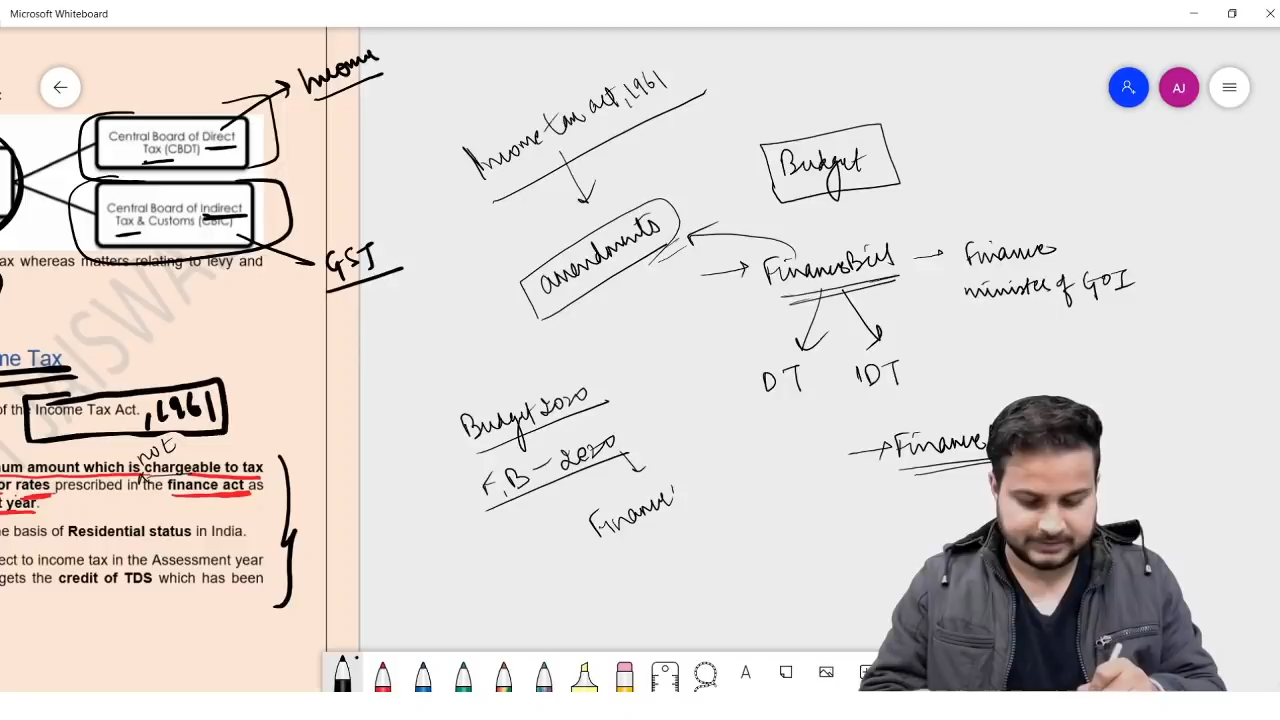 Microsoft Whiteboard
Income
Central Board of Direct
Tax (CBDT)
Central Board of Indirect
Tax & Customs (CBIC)
GST
ax whereas matters relating to levy and
me Tax
of the Income Tax Act.
,1961
not
num amount which is chargeable to tax
or rates prescribed in the finance act as
t year.
he basis of Residential status in India.
ect to income tax in the Assessment year
gets the credit of TDS which has been
Income tax act, 1961
amendments
Budget
Finance Bill
Finance
minister of GOI
DT
IDT
Budget 2020
F.B - 2020
Finance
Finance
AJ
A